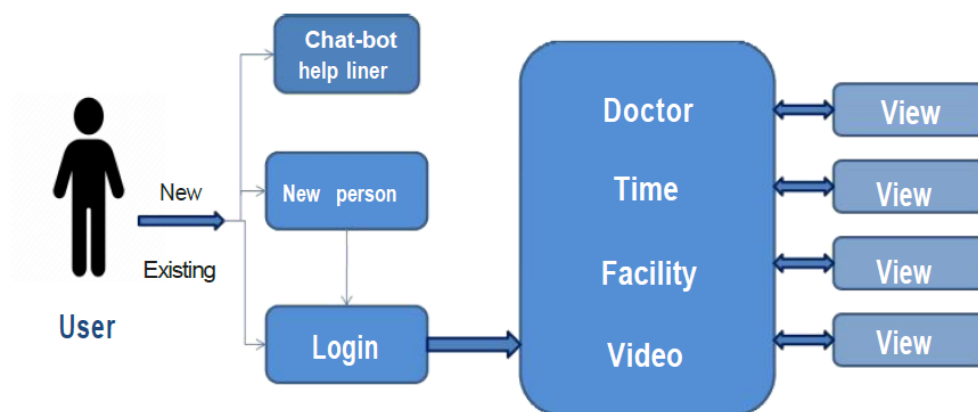 Chat-bot
help liner
New person
New
Existing
User
Login
Doctor
Time
Facility
Video
View
View
View
View